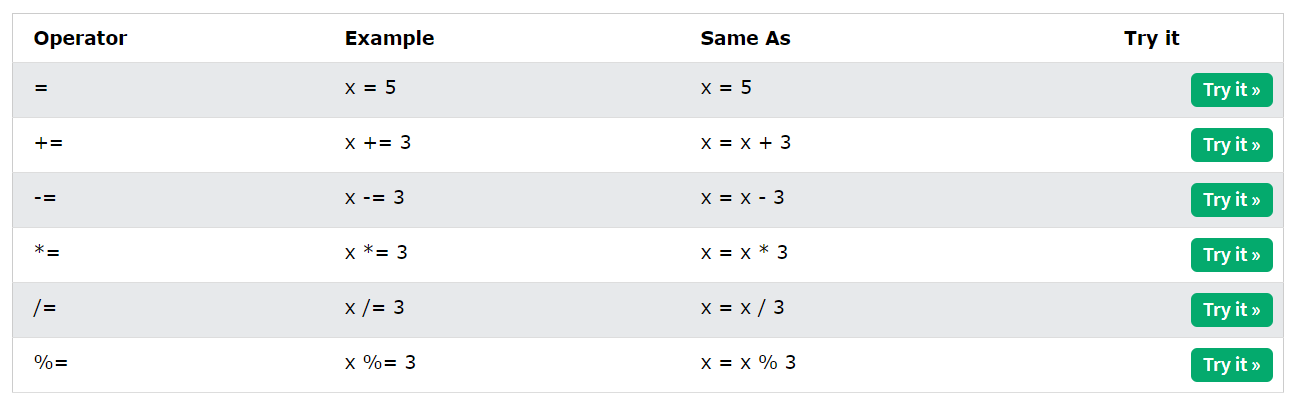 Operator Example Same As Try it
= x = 5 x = 5 Try it »
+= x += 3 x = x + 3 Try it »
-= x -= 3 x = x - 3 Try it »
*= x *= 3 x = x * 3 Try it »
/= x /= 3 x = x / 3 Try it »
%= x %= 3 x = x % 3 Try it »